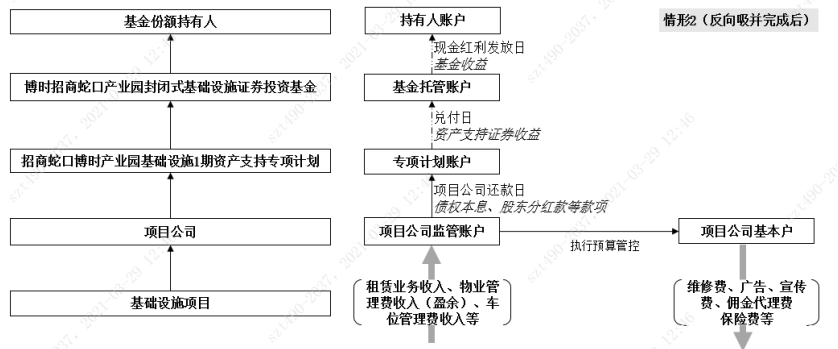 基金份额持有人
持有人账户
情形2（反向吸并完成后）
现金红利发放日
基金收益
博时招商蛇口产业园封闭式基础设施证券投资基金
基金托管账户
兑付日
资产支持证券收益
招商蛇口博时产业园基础设施1期资产支持专项计划
专项计划账户
项目公司还款日
债权本息、股东分红款等款项
项目公司
项目公司监管账户
执行预算管控
项目公司基本户
基础设施项目
租赁业务收入、物业管
理费收入（盈余）、车
位管理费收入等
维修费、广告、宣传
费、佣金代理费
保险费等
szt490-2037, 2021-03-29 12:46